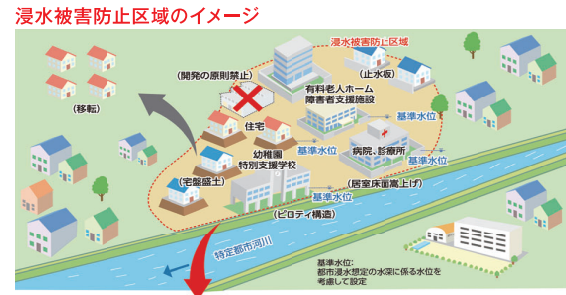 浸水被害防止区域のイメージ
浸水被害防止区域
(止水板)
(開発の原則禁止)
有料老人ホーム
障害者支援施設
(移転)
基準水位
住宅
基準水位
幼稚園
特別支援学校
病院、診療所
基準水位
(宅盤盛土)
(居室床面嵩上げ)
基準水位
(ピロティ構造)
特定都市河川
基準水位:
都市浸水想定の水深に係る水位を
考慮して設定